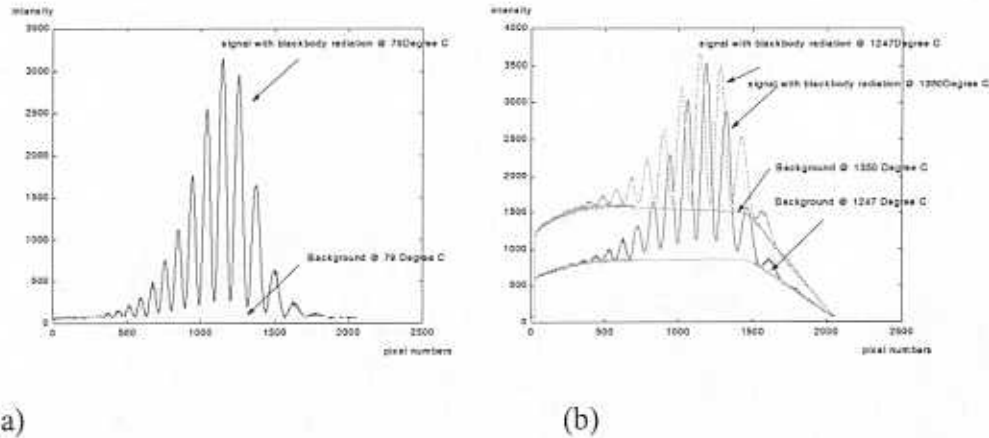 intensity
3500
3000
2500
2000
1500
1000
500
0
0 500 1000 1500 2000 2500
pixel numbers
signal with blackbody radiation @ 79Degree C
Background @ 79 Degree C
a)
intensity
4000
3500
3000
2500
2000
1500
1000
500
0
0 500 1000 1500 2000 2500
pixel numbers
signal with blackbody radiation @ 1247Degree C
signal with blackbody radiation @ 1350Degree C
Background @ 1350 Degree C
Background @ 1247 Degree C
(b)